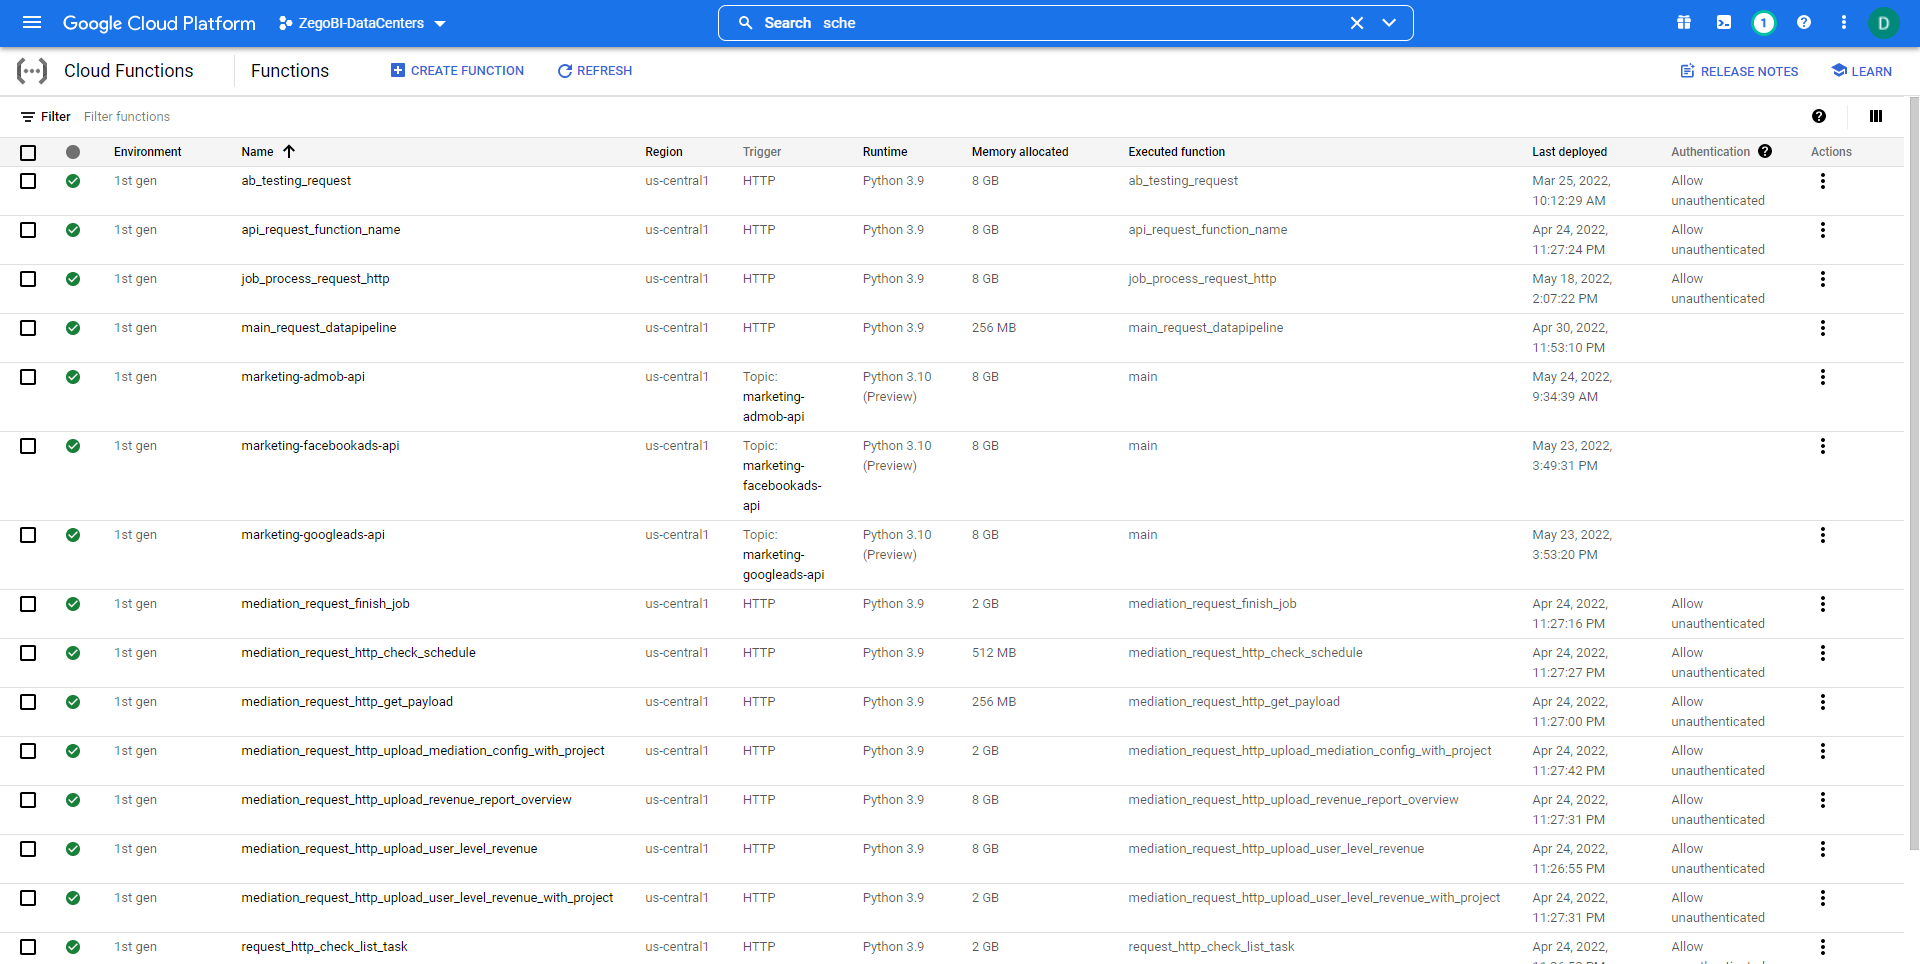 Google Cloud Platform ZegoBI-DataCenters Search sche 1 D
Cloud Functions Functions CREATE FUNCTION REFRESH RELEASE NOTES LEARN
Filter Filter functions
Environment Name Region Trigger Runtime Memory allocated Executed function Last deployed Authentication Actions
1st gen ab_testing_request us-central1 HTTP Python 3.9 8 GB ab_testing_request Mar 25, 2022, Allow
10:12:29 AM unauthenticated
1st gen api_request_function_name us-central1 HTTP Python 3.9 8 GB api_request_function_name Apr 24, 2022, Allow
11:27:24 PM unauthenticated
1st gen job_process_request_http us-central1 HTTP Python 3.9 8 GB job_process_request_http May 18, 2022, Allow
2:07:22 PM unauthenticated
1st gen main_request_datapipeline us-central1 HTTP Python 3.9 256 MB main_request_datapipeline Apr 30, 2022,
11:53:10 PM
1st gen marketing-admob-api us-central1 Topic: Python 3.10 8 GB main May 24, 2022,
marketing- (Preview) 9:34:39 AM
admob-api
1st gen marketing-facebookads-api us-central1 Topic: Python 3.10 8 GB main May 23, 2022,
marketing- (Preview) 3:49:31 PM
facebookads-
api
1st gen marketing-googleads-api us-central1 Topic: Python 3.10 8 GB main May 23, 2022,
marketing- (Preview) 3:53:20 PM
googleads-api
1st gen mediation_request_finish_job us-central1 HTTP Python 3.9 2 GB mediation_request_finish_job Apr 24, 2022, Allow
11:27:16 PM unauthenticated
1st gen mediation_request_http_check_schedule us-central1 HTTP Python 3.9 512 MB mediation_request_http_check_schedule Apr 24, 2022, Allow
11:27:27 PM unauthenticated
1st gen mediation_request_http_get_payload us-central1 HTTP Python 3.9 256 MB mediation_request_http_get_payload Apr 24, 2022, Allow
11:27:00 PM unauthenticated
1st gen mediation_request_http_upload_mediation_config_with_project us-central1 HTTP Python 3.9 2 GB mediation_request_http_upload_mediation_config_with_project Apr 24, 2022, Allow
11:27:42 PM unauthenticated
1st gen mediation_request_http_upload_revenue_report_overview us-central1 HTTP Python 3.9 8 GB mediation_request_http_upload_revenue_report_overview Apr 24, 2022, Allow
11:27:31 PM unauthenticated
1st gen mediation_request_http_upload_user_level_revenue us-central1 HTTP Python 3.9 8 GB mediation_request_http_upload_user_level_revenue Apr 24, 2022, Allow
11:26:55 PM unauthenticated
1st gen mediation_request_http_upload_user_level_revenue_with_project us-central1 HTTP Python 3.9 2 GB mediation_request_http_upload_user_level_revenue_with_project Apr 24, 2022, Allow
11:27:31 PM unauthenticated
1st gen request_http_check_list_task us-central1 HTTP Python 3.9 2 GB request_http_check_list_task Apr 24, 2022, Allow